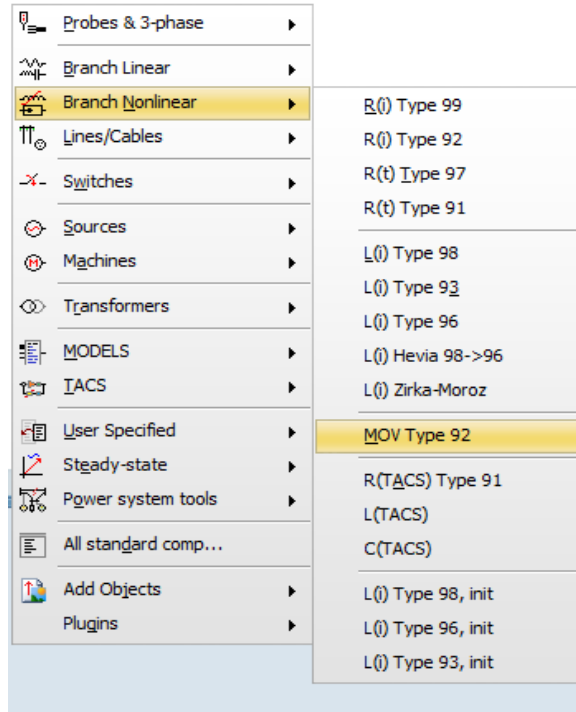 Probes & 3-phase
Branch Linear
Branch Nonlinear
Lines/Cables
Switches
Sources
Machines
Transformers
MODELS
TACS
User Specified
Steady-state
Power system tools
All standard comp...
Add Objects
Plugins
R(i) Type 99
R(i) Type 92
R(t) Type 97
R(t) Type 91
L(i) Type 98
L(i) Type 93
L(i) Type 96
L(i) Hevia 98->96
L(i) Zirka-Moroz
MOV Type 92
R(TACS) Type 91
L(TACS)
C(TACS)
L(i) Type 98, init
L(i) Type 96, init
L(i) Type 93, init